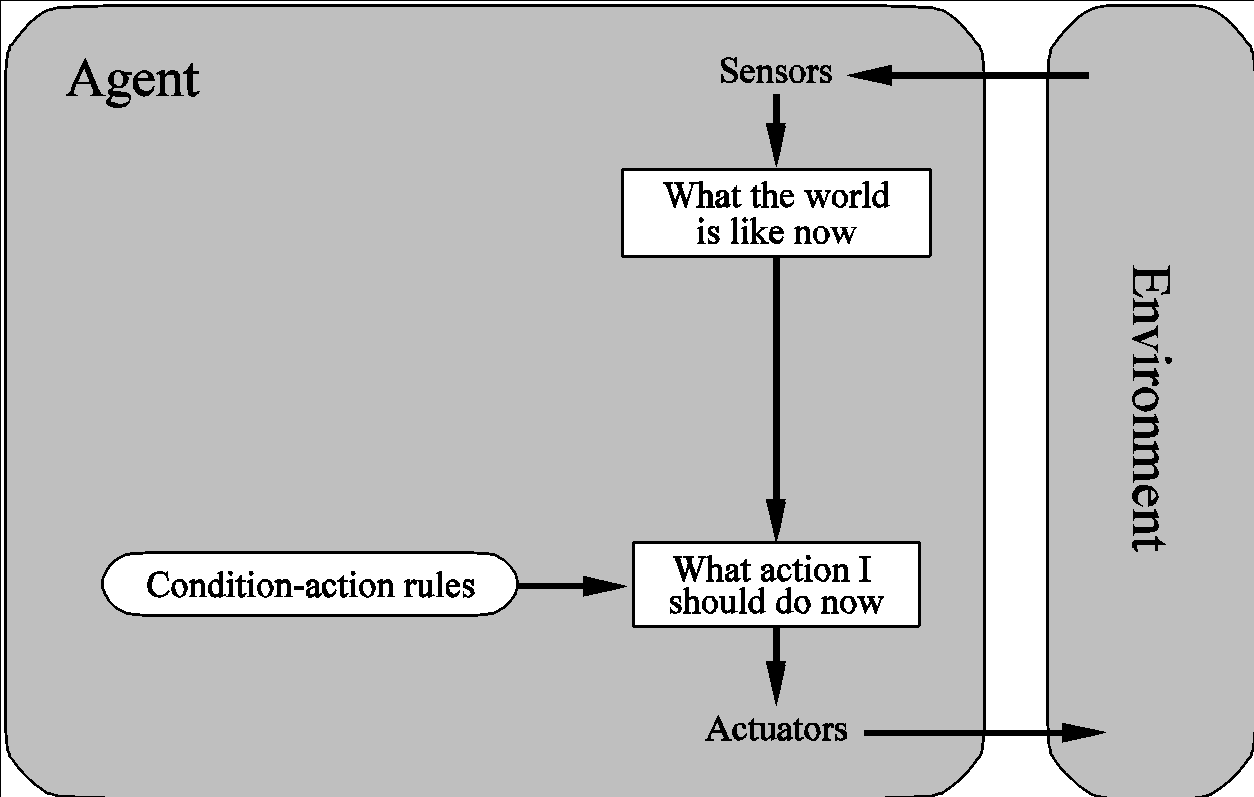 Agent
Sensors
What the world
is like now
Environment
Condition-action rules
What action I
should do now
Actuators